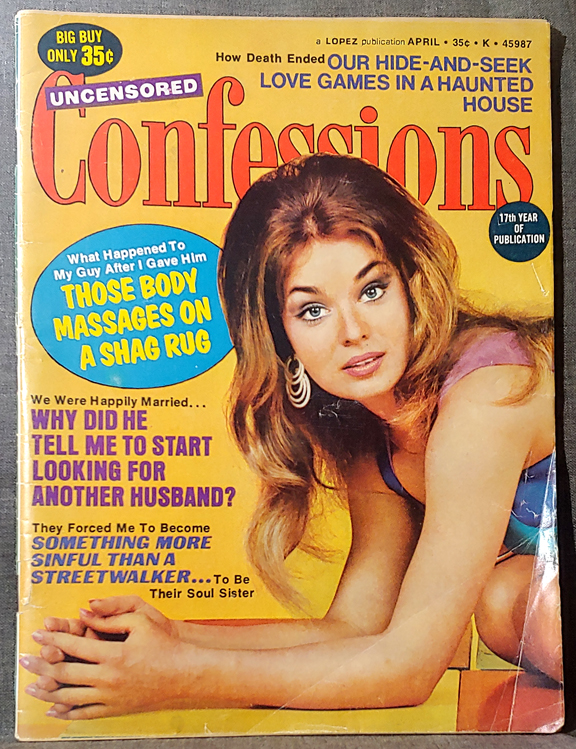 BIG BUY
ONLY 35¢
a LOPEZ publication APRIL • 35¢ • K • 45987
How Death Ended OUR HIDE-AND-SEEK
LOVE GAMES IN A HAUNTED
HOUSE
UNCENSORED
Confessions
17th YEAR
OF
PUBLICATION
What Happened To
My Guy After I Gave Him
THOSE BODY
MASSAGES ON
A SHAG RUG
We Were Happily Married...
WHY DID HE
TELL ME TO START
LOOKING FOR
ANOTHER HUSBAND?
They Forced Me To Become
SOMETHING MORE
SINFUL THAN A
STREETWALKER...To Be
Their Soul Sister